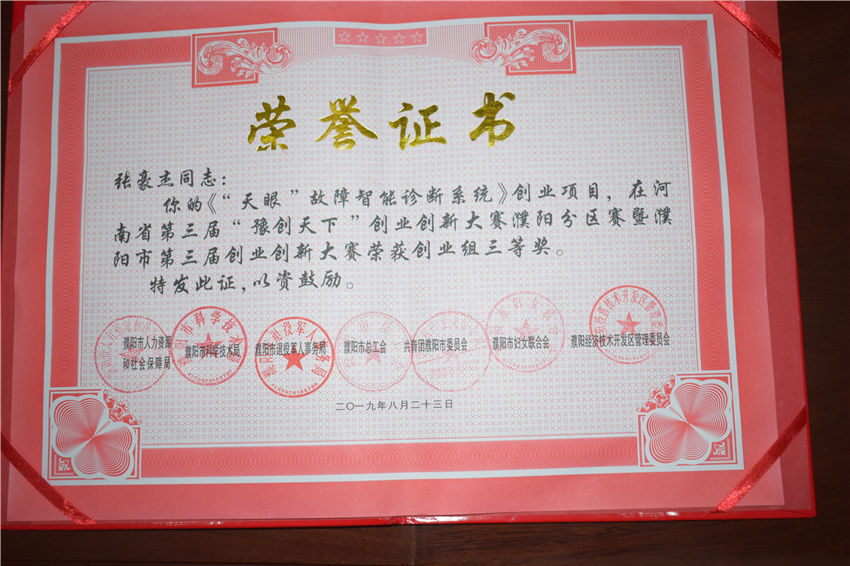 荣誉证书
张豪杰同志：
你的《“天眼”故障智能诊断系统》创业项目，在河
南省第三届“豫创天下”创业创新大赛濮阳分区赛暨濮
阳市第三届创业创新大赛荣获创业组三等奖。
特发此证，以资鼓励。
濮阳市人力资源
和社会保障局
濮阳市科学技术局
濮阳市退役军人事务局
濮阳市总工会
共青团濮阳市委员会
濮阳市妇女联合会
濮阳经济技术开发区管理委员会
二〇一九年八月二十三日